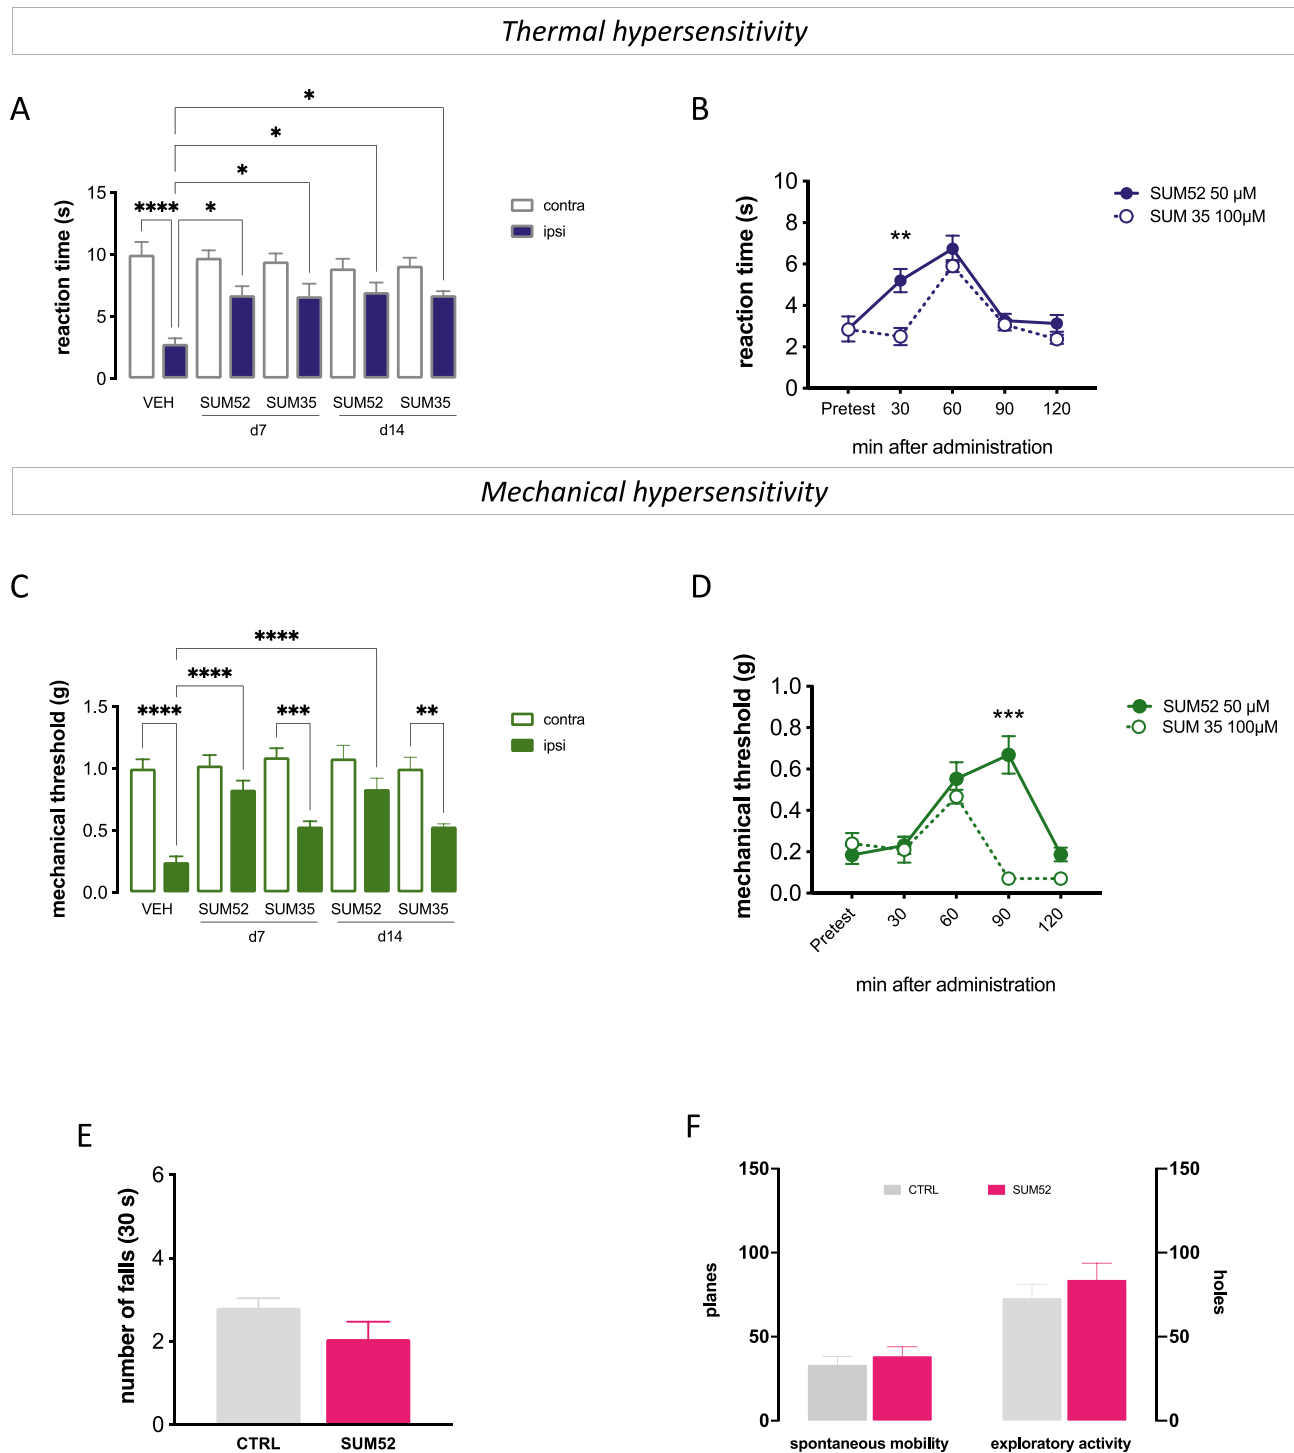 Thermal hypersensitivity
A
*
*
*
**** *
reaction time (s)
15
10
5
0
contra
ipsi
VEH SUM52 SUM35 SUM52 SUM35
d7 d14
B
10
8
6
4
2
0
reaction time (s)
**
SUM52 50 µM
SUM 35 100µM
Pretest 30 60 90 120
min after administration
Mechanical hypersensitivity
C
****
****
**** *** **
mechanical threshold (g)
1.5
1.0
0.5
0.0
contra
ipsi
VEH SUM52 SUM35 SUM52 SUM35
d7 d14
D
mechanical threshold (g)
1.0
0.8
0.6
0.4
0.2
0.0
***
SUM52 50 µM
SUM 35 100µM
Pretest 30 60 90 120
min after administration
E
number of falls (30 s)
6
4
2
0
CTRL SUM52
F
planes
150
100
50
0
CTRL SUM52
150
100
50
0
holes
spontaneous mobility exploratory activity